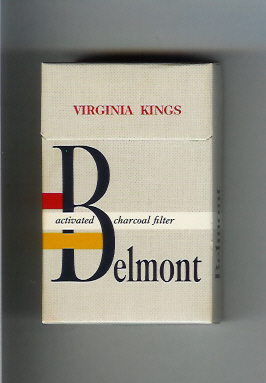 VIRGINIA KINGS
activated charcoal filter
Belmont